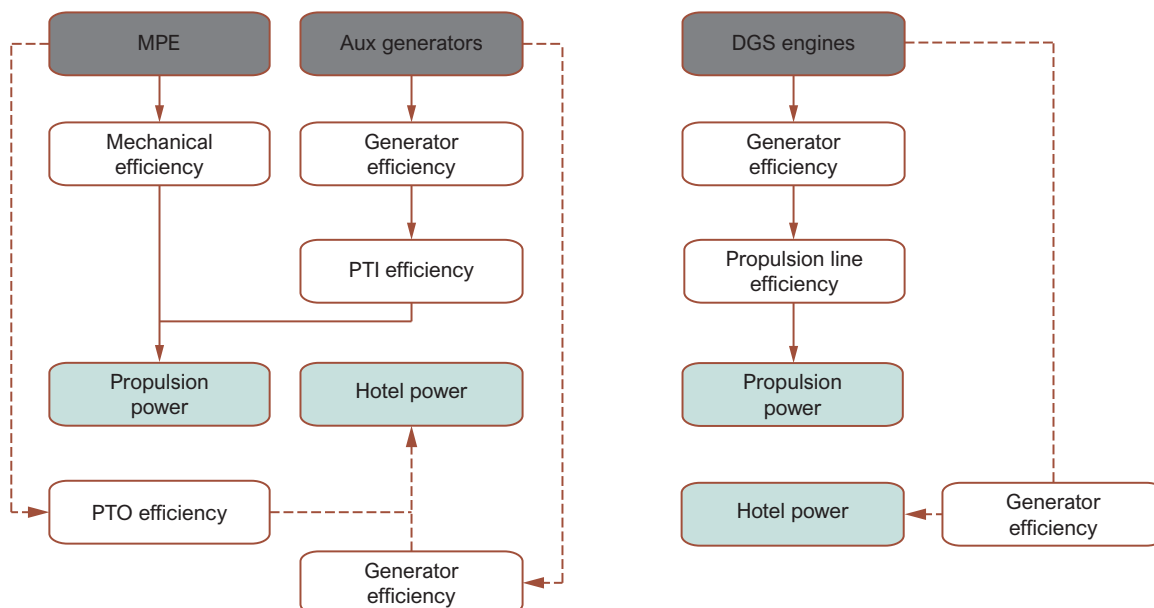 MPE
Aux generators
DGS engines
Mechanical
efficiency
Generator
efficiency
Generator
efficiency
PTI efficiency
Propulsion line
efficiency
Propulsion
power
Hotel power
Propulsion
power
PTO efficiency
Hotel power
Generator
efficiency
Generator
efficiency